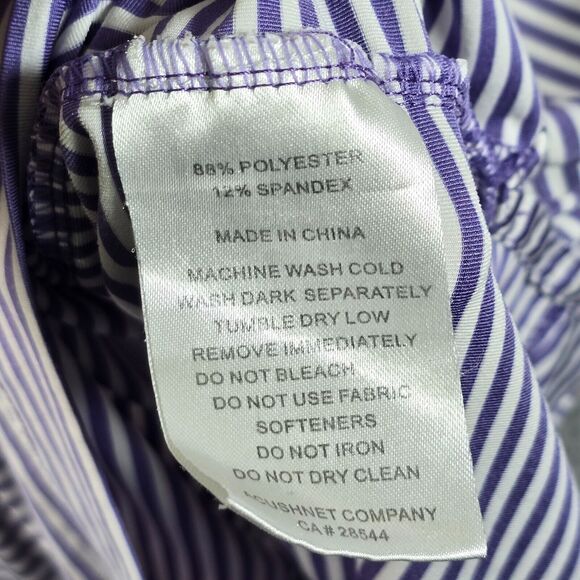 88% POLYESTER
12% SPANDEX
MADE IN CHINA
MACHINE WASH COLD
WASH DARK SEPARATELY
TUMBLE DRY LOW
REMOVE IMMEDIATELY
DO NOT BLEACH
DO NOT USE FABRIC
SOFTENERS
DO NOT IRON
DO NOT DRY CLEAN
ACUSHNET COMPANY
CA# 28544